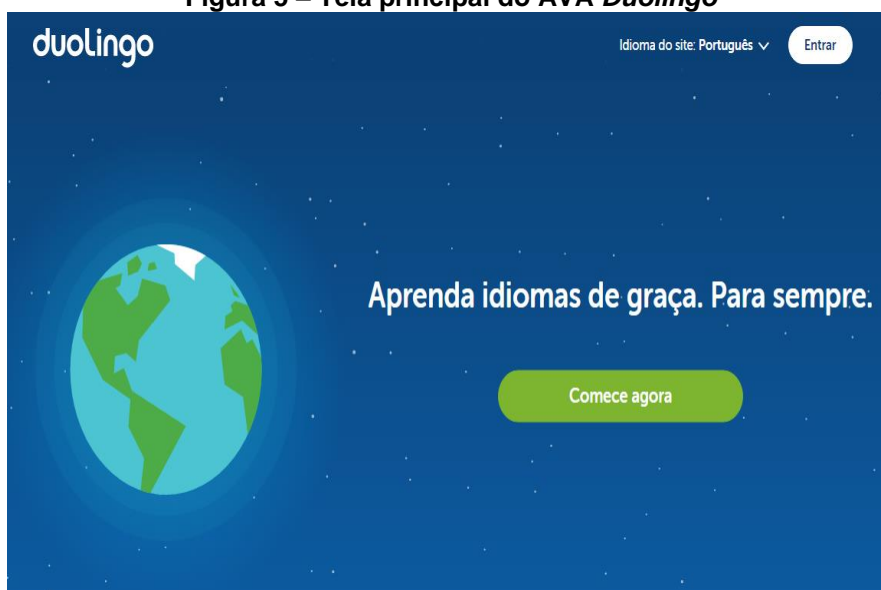 Figura 5 – Tela principal do AVA Duolingo
duolingo
Idioma do site: Português
Entrar
Aprenda idiomas de graça. Para sempre.
Comece agora